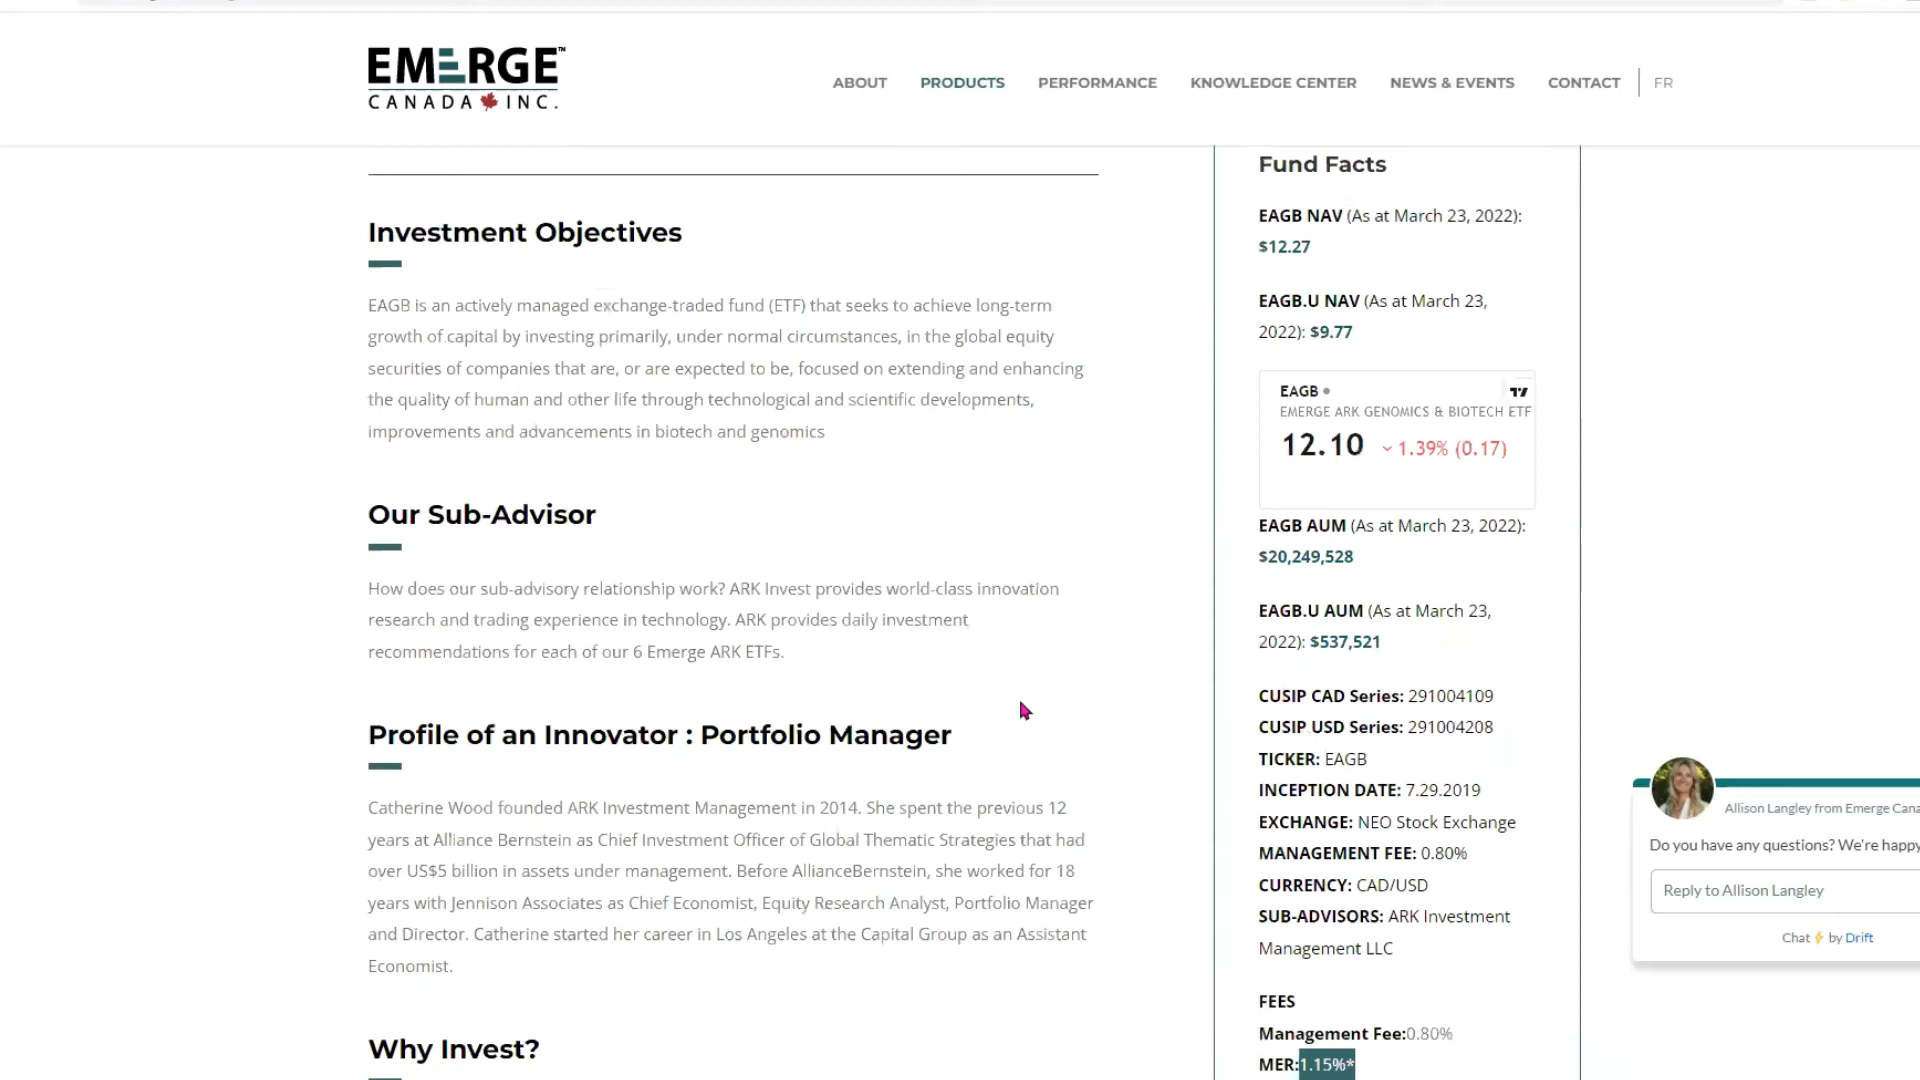 EMERGE™
CANADA INC.
ABOUT
PRODUCTS
PERFORMANCE
KNOWLEDGE CENTER
NEWS & EVENTS
CONTACT
FR
Investment Objectives
EAGB is an actively managed exchange-traded fund (ETF) that seeks to achieve long-term
growth of capital by investing primarily, under normal circumstances, in the global equity
securities of companies that are, or are expected to be, focused on extending and enhancing
the quality of human and other life through technological and scientific developments,
improvements and advancements in biotech and genomics
Our Sub-Advisor
How does our sub-advisory relationship work? ARK Invest provides world-class innovation
research and trading experience in technology. ARK provides daily investment
recommendations for each of our 6 Emerge ARK ETFs.
Profile of an Innovator : Portfolio Manager
Catherine Wood founded ARK Investment Management in 2014. She spent the previous 12
years at Alliance Bernstein as Chief Investment Officer of Global Thematic Strategies that had
over US$5 billion in assets under management. Before AllianceBernstein, she worked for 18
years with Jennison Associates as Chief Economist, Equity Research Analyst, Portfolio Manager
and Director. Catherine started her career in Los Angeles at the Capital Group as an Assistant
Economist.
Why Invest?
Fund Facts
EAGB NAV (As at March 23, 2022):
$12.27
EAGB.U NAV (As at March 23,
2022): $9.77
EAGB
EMERGE ARK GENOMICS & BIOTECH ETF
12.10 1.39% (0.17)
EAGB AUM (As at March 23, 2022):
$20,249,528
EAGB.U AUM (As at March 23,
2022): $537,521
CUSIP CAD Series: 291004109
CUSIP USD Series: 291004208
TICKER: EAGB
INCEPTION DATE: 7.29.2019
EXCHANGE: NEO Stock Exchange
MANAGEMENT FEE: 0.80%
CURRENCY: CAD/USD
SUB-ADVISORS: ARK Investment
Management LLC
FEES
Management Fee:0.80%
MER:1.15%*
Allison Langley from Emerge Cana
Do you have any questions? We're happy
Reply to Allison Langley
Chat by Drift